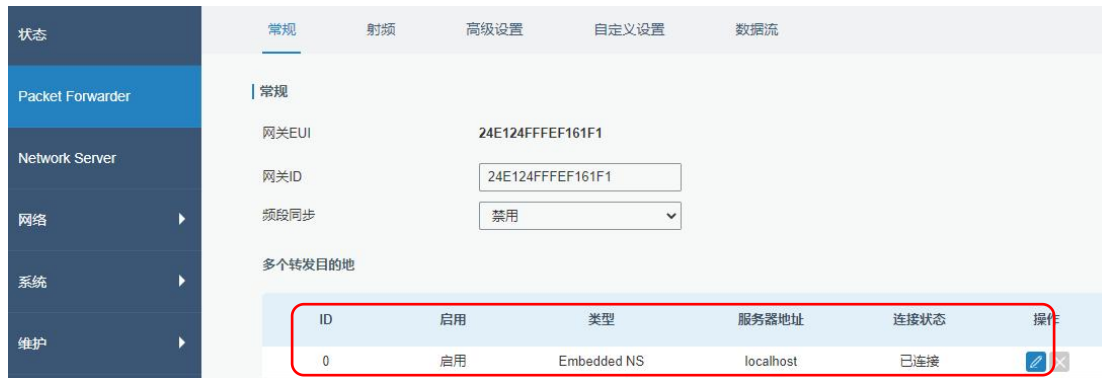 状态
Packet Forwarder
Network Server
网络
系统
维护
常规 射频 高级设置 自定义设置 数据流
常规
网关EUI 24E124FFFEF161F1
网关ID 24E124FFFEF161F1
频段同步 禁用
多个转发目的地
ID 启用 类型 服务器地址 连接状态 操作
0 启用 Embedded NS localhost 已连接